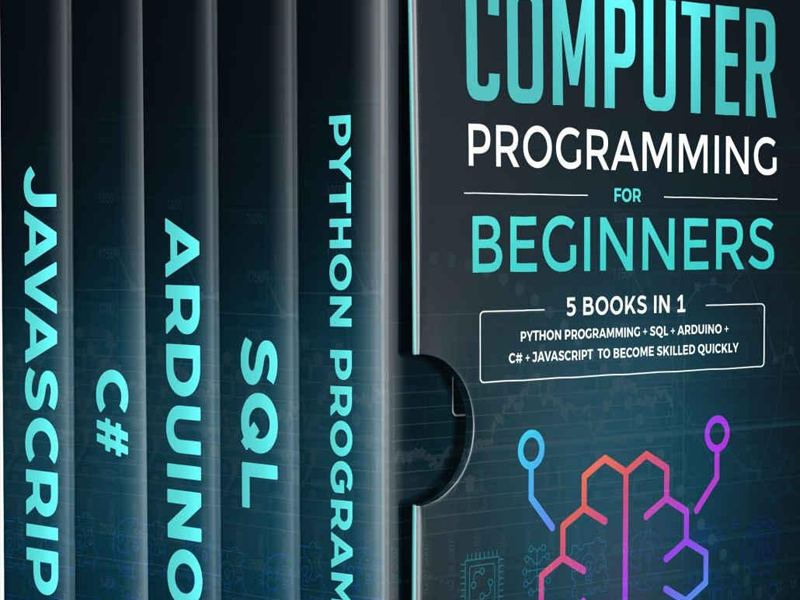 JAVASCRIP
C#
ARDUINO
SQL
PYTHON PROGRAM
COMPUTER
PROGRAMMING
FOR
BEGINNERS
5 BOOKS IN 1
PYTHON PROGRAMMING + SQL + ARDUINO +
C# + JAVASCRIPT TO BECOME SKILLED QUICKLY